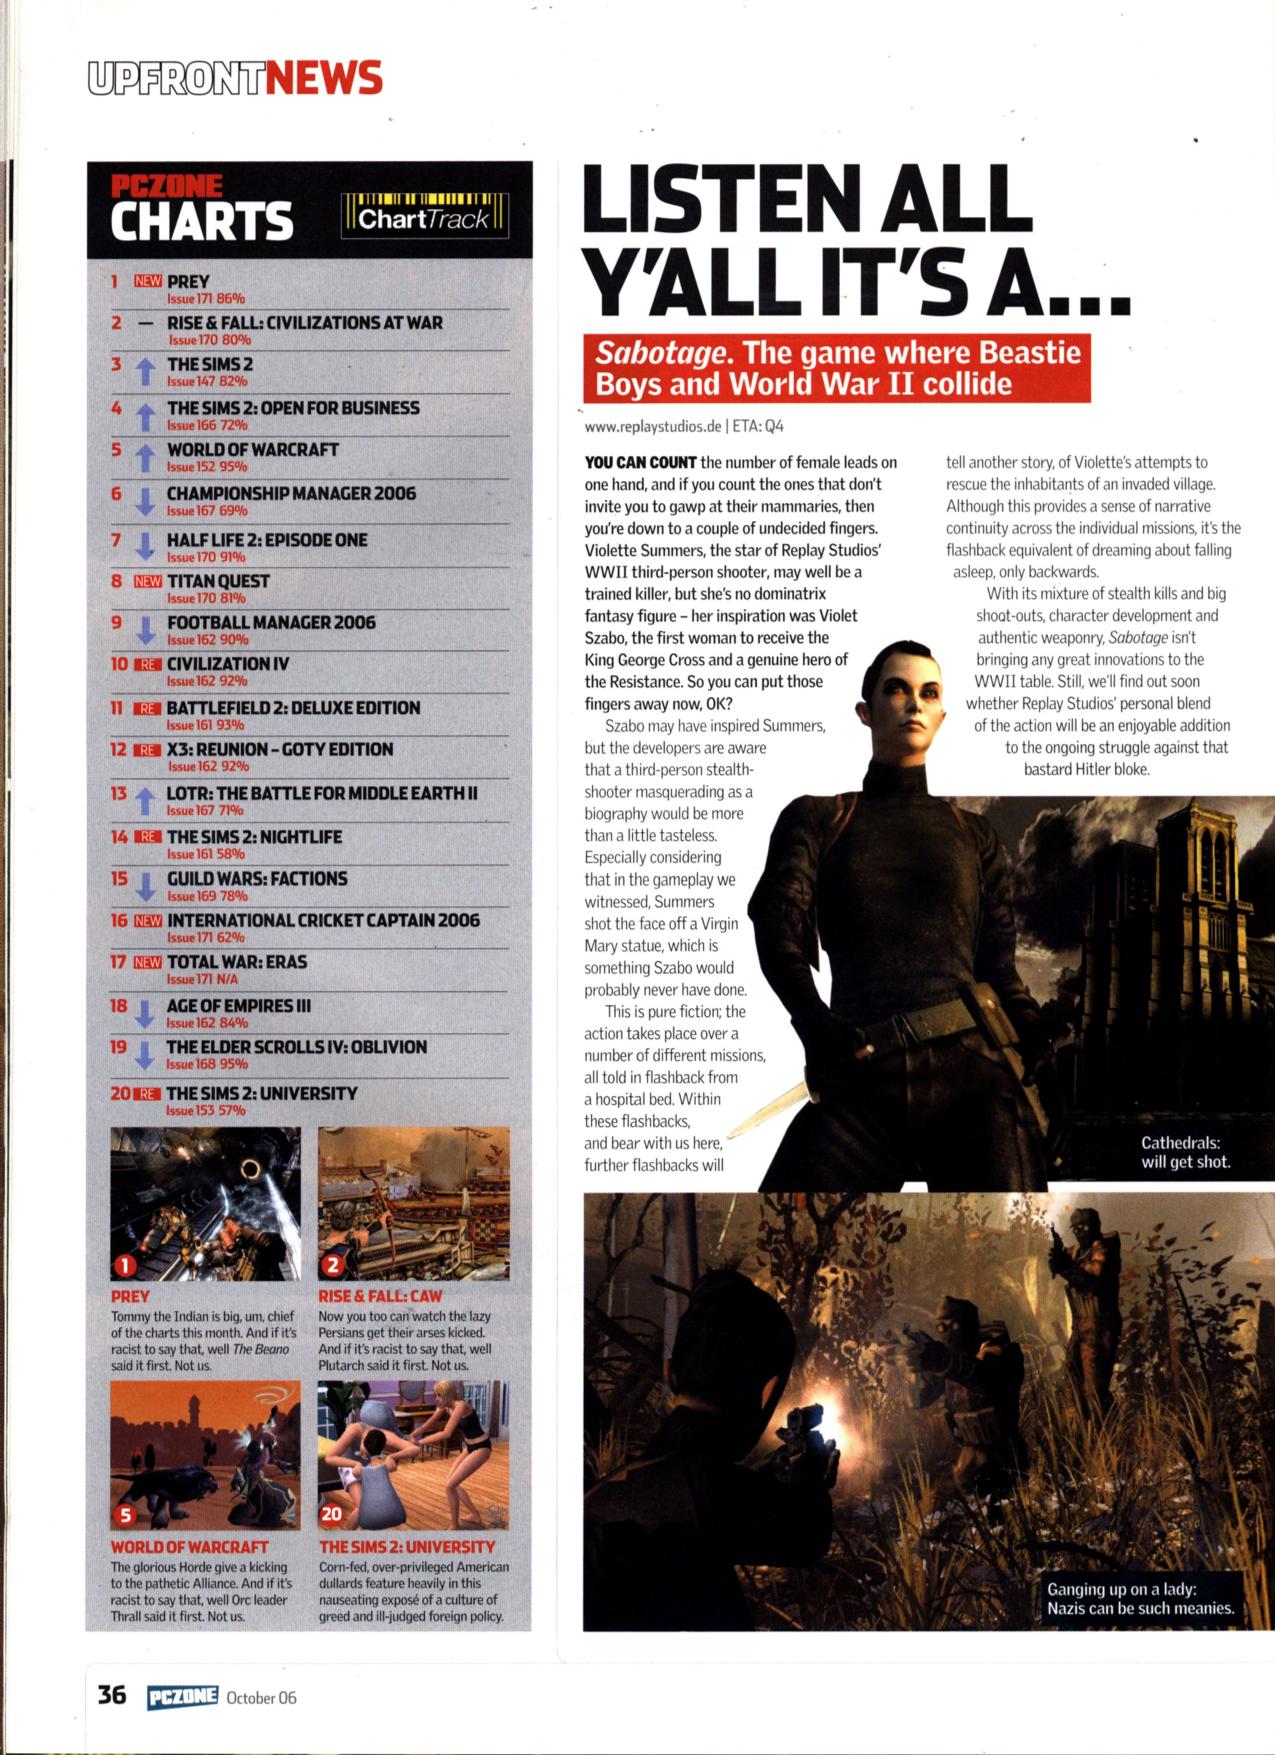 UPFRONTNEWS
PCZONE
CHARTS
ChartTrack
1 NEW PREY
Issue 171 86%
2 — RISE & FALL: CIVILIZATIONS AT WAR
Issue 170 80%
3 THE SIMS 2
Issue 147 82%
4 THE SIMS 2: OPEN FOR BUSINESS
Issue 166 72%
5 WORLD OF WARCRAFT
Issue 152 95%
6 CHAMPIONSHIP MANAGER 2006
Issue 167 69%
7 HALF LIFE 2: EPISODE ONE
Issue 170 91%
8 NEW TITAN QUEST
Issue 170 81%
9 FOOTBALL MANAGER 2006
Issue 162 90%
10 RE CIVILIZATION IV
Issue 162 92%
11 RE BATTLEFIELD 2: DELUXE EDITION
Issue 161 93%
12 RE X3: REUNION – GOTY EDITION
Issue 162 92%
13 LOTR: THE BATTLE FOR MIDDLE EARTH II
Issue 167 71%
14 RE THE SIMS 2: NIGHTLIFE
Issue 161 58%
15 GUILD WARS: FACTIONS
Issue 169 78%
16 NEW INTERNATIONAL CRICKET CAPTAIN 2006
Issue 171 62%
17 NEW TOTAL WAR: ERAS
Issue 171 N/A
18 AGE OF EMPIRES III
Issue 162 84%
19 THE ELDER SCROLLS IV: OBLIVION
Issue 168 95%
20 RE THE SIMS 2: UNIVERSITY
Issue 153 57%
1
PREY
Tommy the Indian is big, um, chief
of the charts this month. And if it's
racist to say that, well The Beano
said it first. Not us.
2
RISE & FALL: CAW
Now you too can watch the lazy
Persians get their arses kicked.
And if it's racist to say that, well
Plutarch said it first. Not us.
5
WORLD OF WARCRAFT
The glorious Horde give a kicking
to the pathetic Alliance. And if it's
racist to say that, well Orc leader
Thrall said it first. Not us.
20
THE SIMS 2: UNIVERSITY
Corn-fed, over-privileged American
dullards feature heavily in this
nauseating exposé of a culture of
greed and ill-judged foreign policy.
LISTEN ALL
Y'ALL IT'S A...
Sabotage. The game where Beastie
Boys and World War II collide
www.replaystudios.de | ETA: Q4
YOU CAN COUNT the number of female leads on
one hand, and if you count the ones that don't
invite you to gawp at their mammaries, then
you're down to a couple of undecided fingers.
Violette Summers, the star of Replay Studios'
WWII third-person shooter, may well be a
trained killer, but she's no dominatrix
fantasy figure – her inspiration was Violet
Szabo, the first woman to receive the
King George Cross and a genuine hero of
the Resistance. So you can put those
fingers away now, OK?
Szabo may have inspired Summers,
but the developers are aware
that a third-person stealth-
shooter masquerading as a
biography would be more
than a little tasteless.
Especially considering
that in the gameplay we
witnessed, Summers
shot the face off a Virgin
Mary statue, which is
something Szabo would
probably never have done.
This is pure fiction; the
action takes place over a
number of different missions,
all told in flashback from
a hospital bed. Within
these flashbacks,
and bear with us here,
further flashbacks will
tell another story, of Violette's attempts to
rescue the inhabitants of an invaded village.
Although this provides a sense of narrative
continuity across the individual missions, it's the
flashback equivalent of dreaming about falling
asleep, only backwards.
With its mixture of stealth kills and big
shoot-outs, character development and
authentic weaponry, Sabotage isn't
bringing any great innovations to the
WWII table. Still, we'll find out soon
whether Replay Studios' personal blend
of the action will be an enjoyable addition
to the ongoing struggle against that
bastard Hitler bloke.
Cathedrals:
will get shot.
Ganging up on a lady:
Nazis can be such meanies.
36 PCZONE October 06